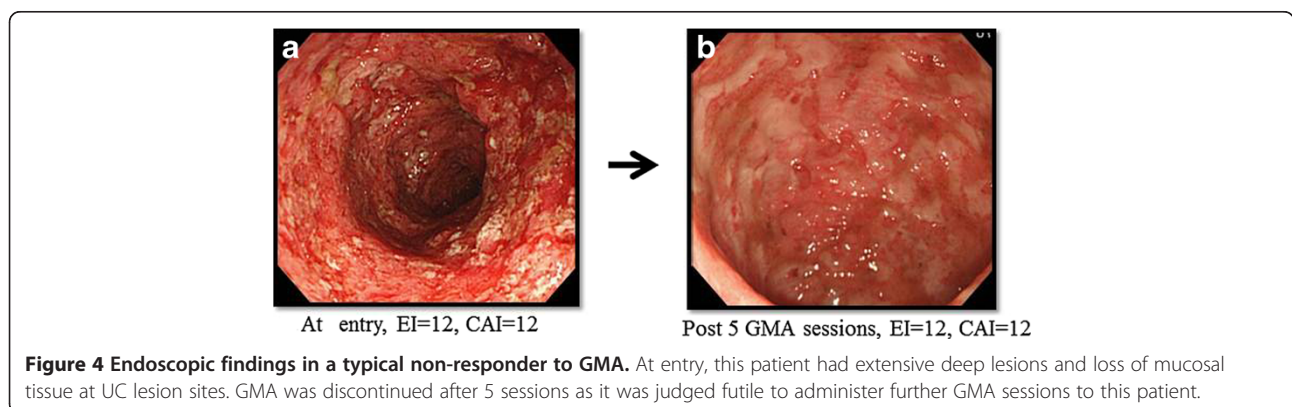 a
b
At entry, EI=12, CAI=12
Post 5 GMA sessions, EI=12, CAI=12
Figure 4 Endoscopic findings in a typical non-responder to GMA. At entry, this patient had extensive deep lesions and loss of mucosal
tissue at UC lesion sites. GMA was discontinued after 5 sessions as it was judged futile to administer further GMA sessions to this patient.